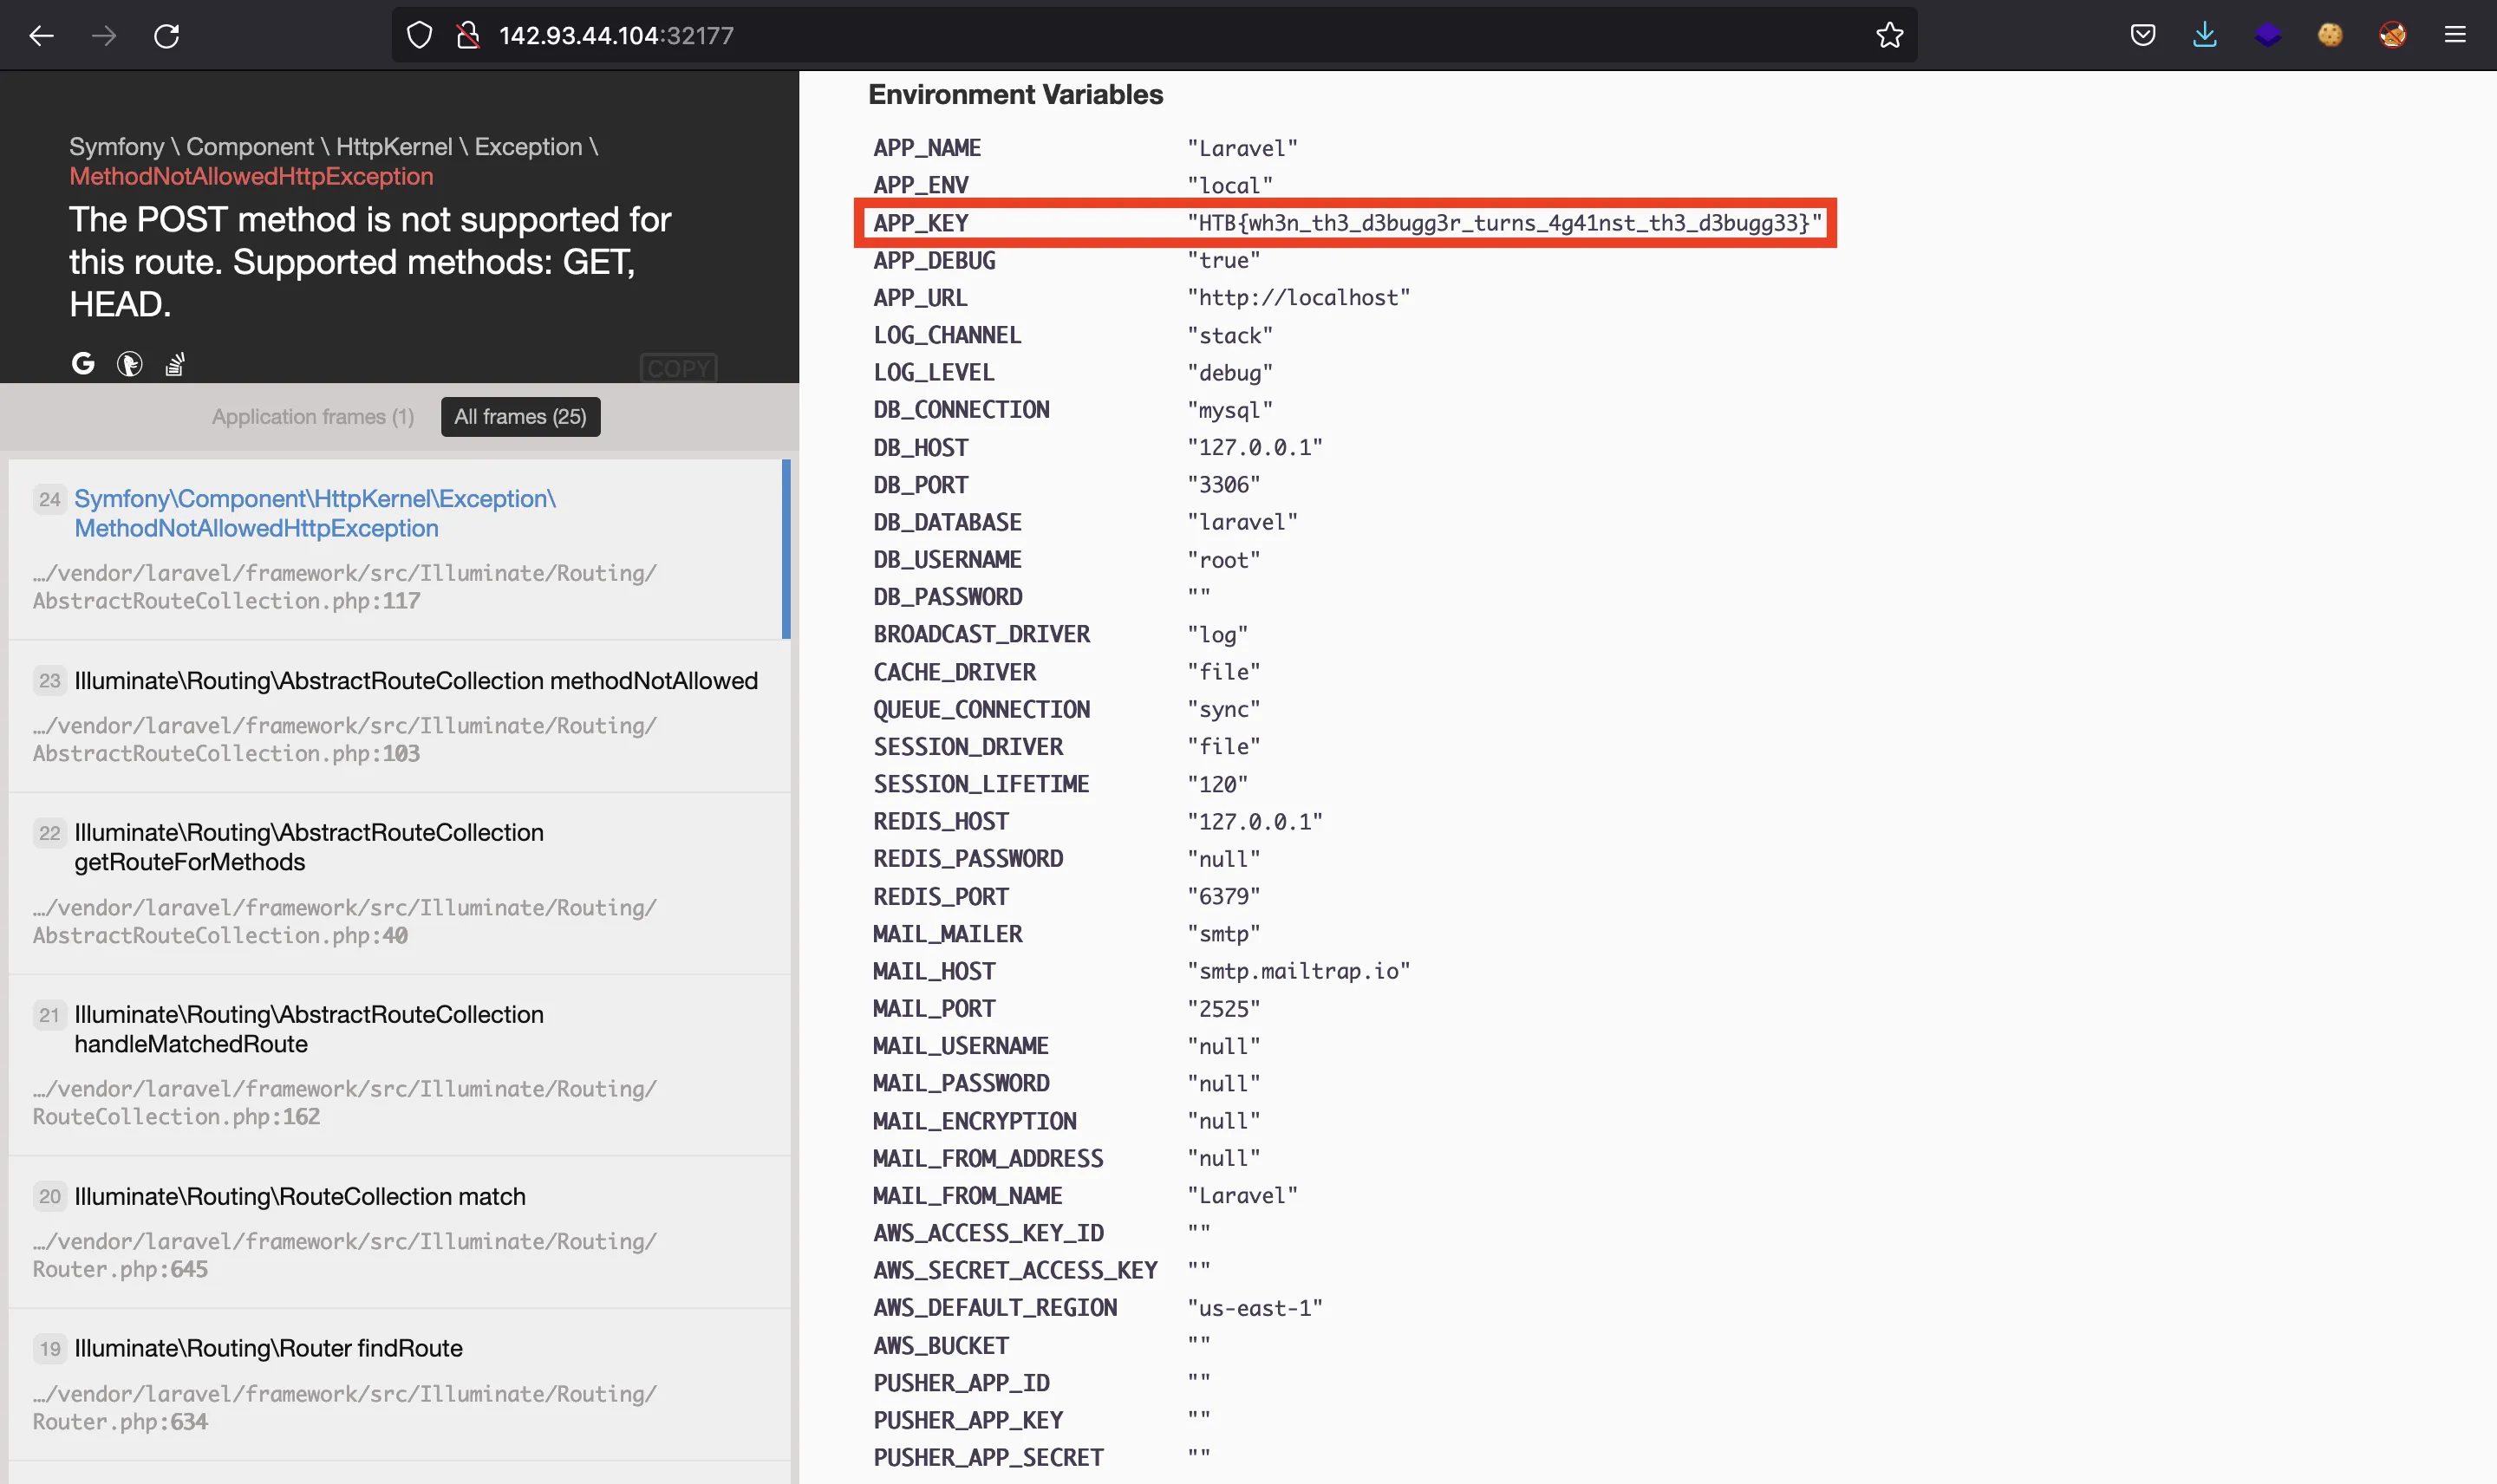 142.93.44.104:32177
Symfony \ Component \ HttpKernel \ Exception \
MethodNotAllowedHttpException
The POST method is not supported for
this route. Supported methods: GET,
HEAD.
COPY
Application frames (1)
All frames (25)
24 Symfony\Component\HttpKernel\Exception\
MethodNotAllowedHttpException
…/vendor/laravel/framework/src/Illuminate/Routing/
AbstractRouteCollection.php:117
23 Illuminate\Routing\AbstractRouteCollection methodNotAllowed
…/vendor/laravel/framework/src/Illuminate/Routing/
AbstractRouteCollection.php:103
22 Illuminate\Routing\AbstractRouteCollection
getRouteForMethods
…/vendor/laravel/framework/src/Illuminate/Routing/
AbstractRouteCollection.php:40
21 Illuminate\Routing\AbstractRouteCollection
handleMatchedRoute
…/vendor/laravel/framework/src/Illuminate/Routing/
RouteCollection.php:162
20 Illuminate\Routing\RouteCollection match
…/vendor/laravel/framework/src/Illuminate/Routing/
Router.php:645
19 Illuminate\Routing\Router findRoute
…/vendor/laravel/framework/src/Illuminate/Routing/
Router.php:634
Environment Variables
APP_NAME "Laravel"
APP_ENV "local"
APP_KEY "HTB{wh3n_th3_d3bugg3r_turns_4g41nst_th3_d3bugg33}"
APP_DEBUG "true"
APP_URL "http://localhost"
LOG_CHANNEL "stack"
LOG_LEVEL "debug"
DB_CONNECTION "mysql"
DB_HOST "127.0.0.1"
DB_PORT "3306"
DB_DATABASE "laravel"
DB_USERNAME "root"
DB_PASSWORD ""
BROADCAST_DRIVER "log"
CACHE_DRIVER "file"
QUEUE_CONNECTION "sync"
SESSION_DRIVER "file"
SESSION_LIFETIME "120"
REDIS_HOST "127.0.0.1"
REDIS_PASSWORD "null"
REDIS_PORT "6379"
MAIL_MAILER "smtp"
MAIL_HOST "smtp.mailtrap.io"
MAIL_PORT "2525"
MAIL_USERNAME "null"
MAIL_PASSWORD "null"
MAIL_ENCRYPTION "null"
MAIL_FROM_ADDRESS "null"
MAIL_FROM_NAME "Laravel"
AWS_ACCESS_KEY_ID ""
AWS_SECRET_ACCESS_KEY ""
AWS_DEFAULT_REGION "us-east-1"
AWS_BUCKET ""
PUSHER_APP_ID ""
PUSHER_APP_KEY ""
PUSHER_APP_SECRET ""